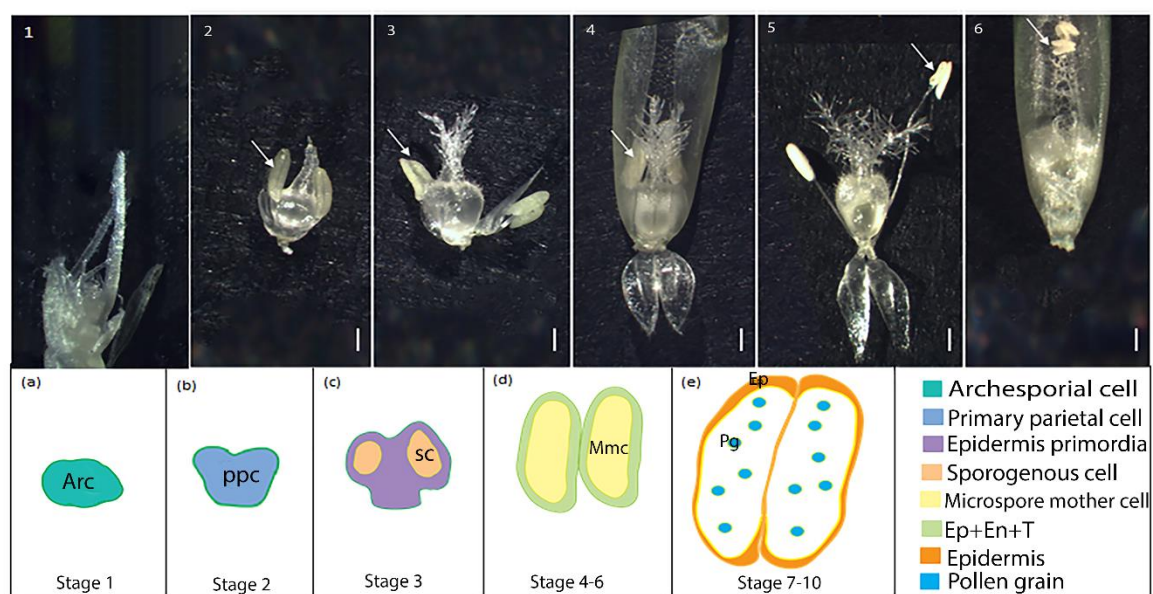 1
2
3
4
5
6
(a)
(b)
(c)
(d)
(e)
Arc
ppc
sc
Mmc
Ep
Pg
Stage 1
Stage 2
Stage 3
Stage 4-6
Stage 7-10
Archesporial cell
Primary parietal cell
Epidermis primordia
Sporogenous cell
Microspore mother cell
Ep+En+T
Epidermis
Pollen grain